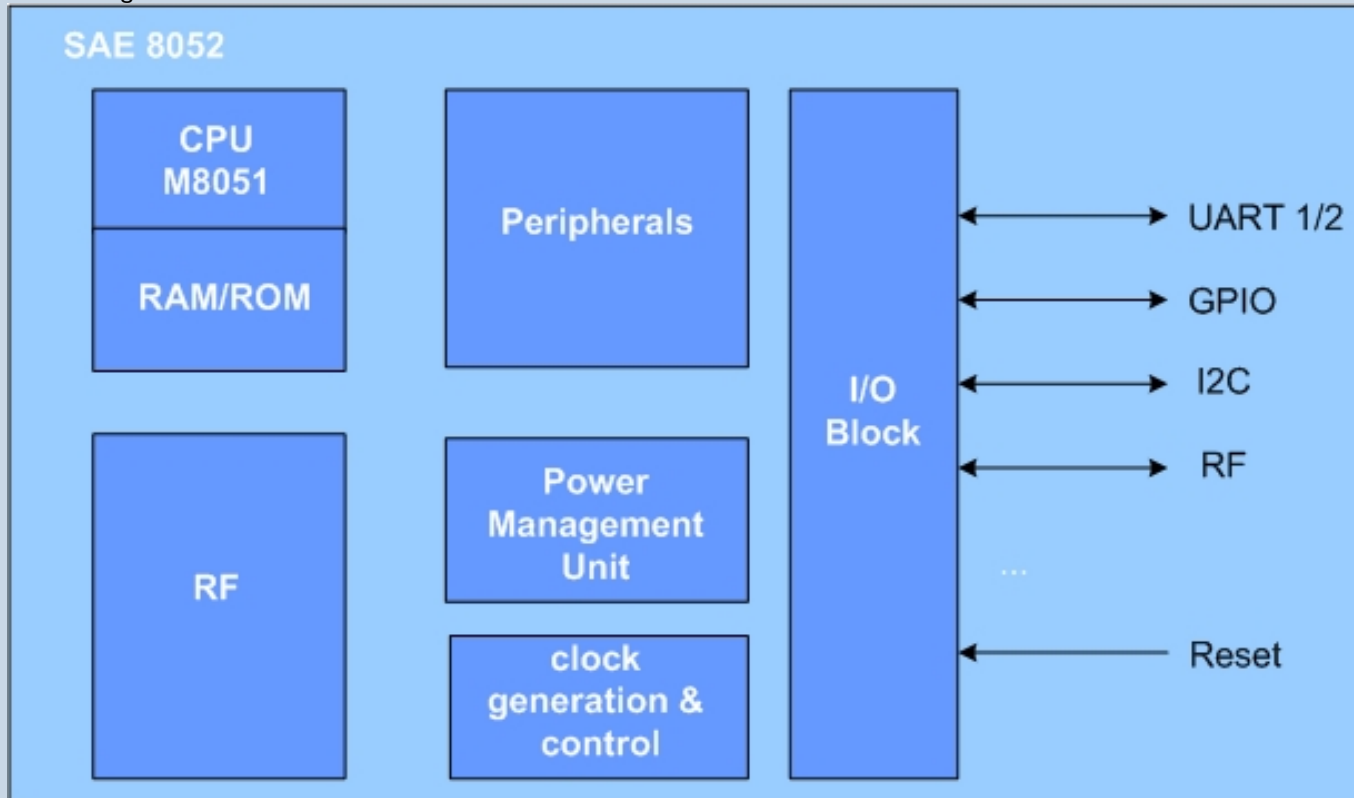 SAE 8052
CPU
M8051
RAM/ROM
Peripherals
RF
Power
Management
Unit
clock
generation &
control
I/O
Block
UART 1/2
GPIO
I2C
RF
...
Reset